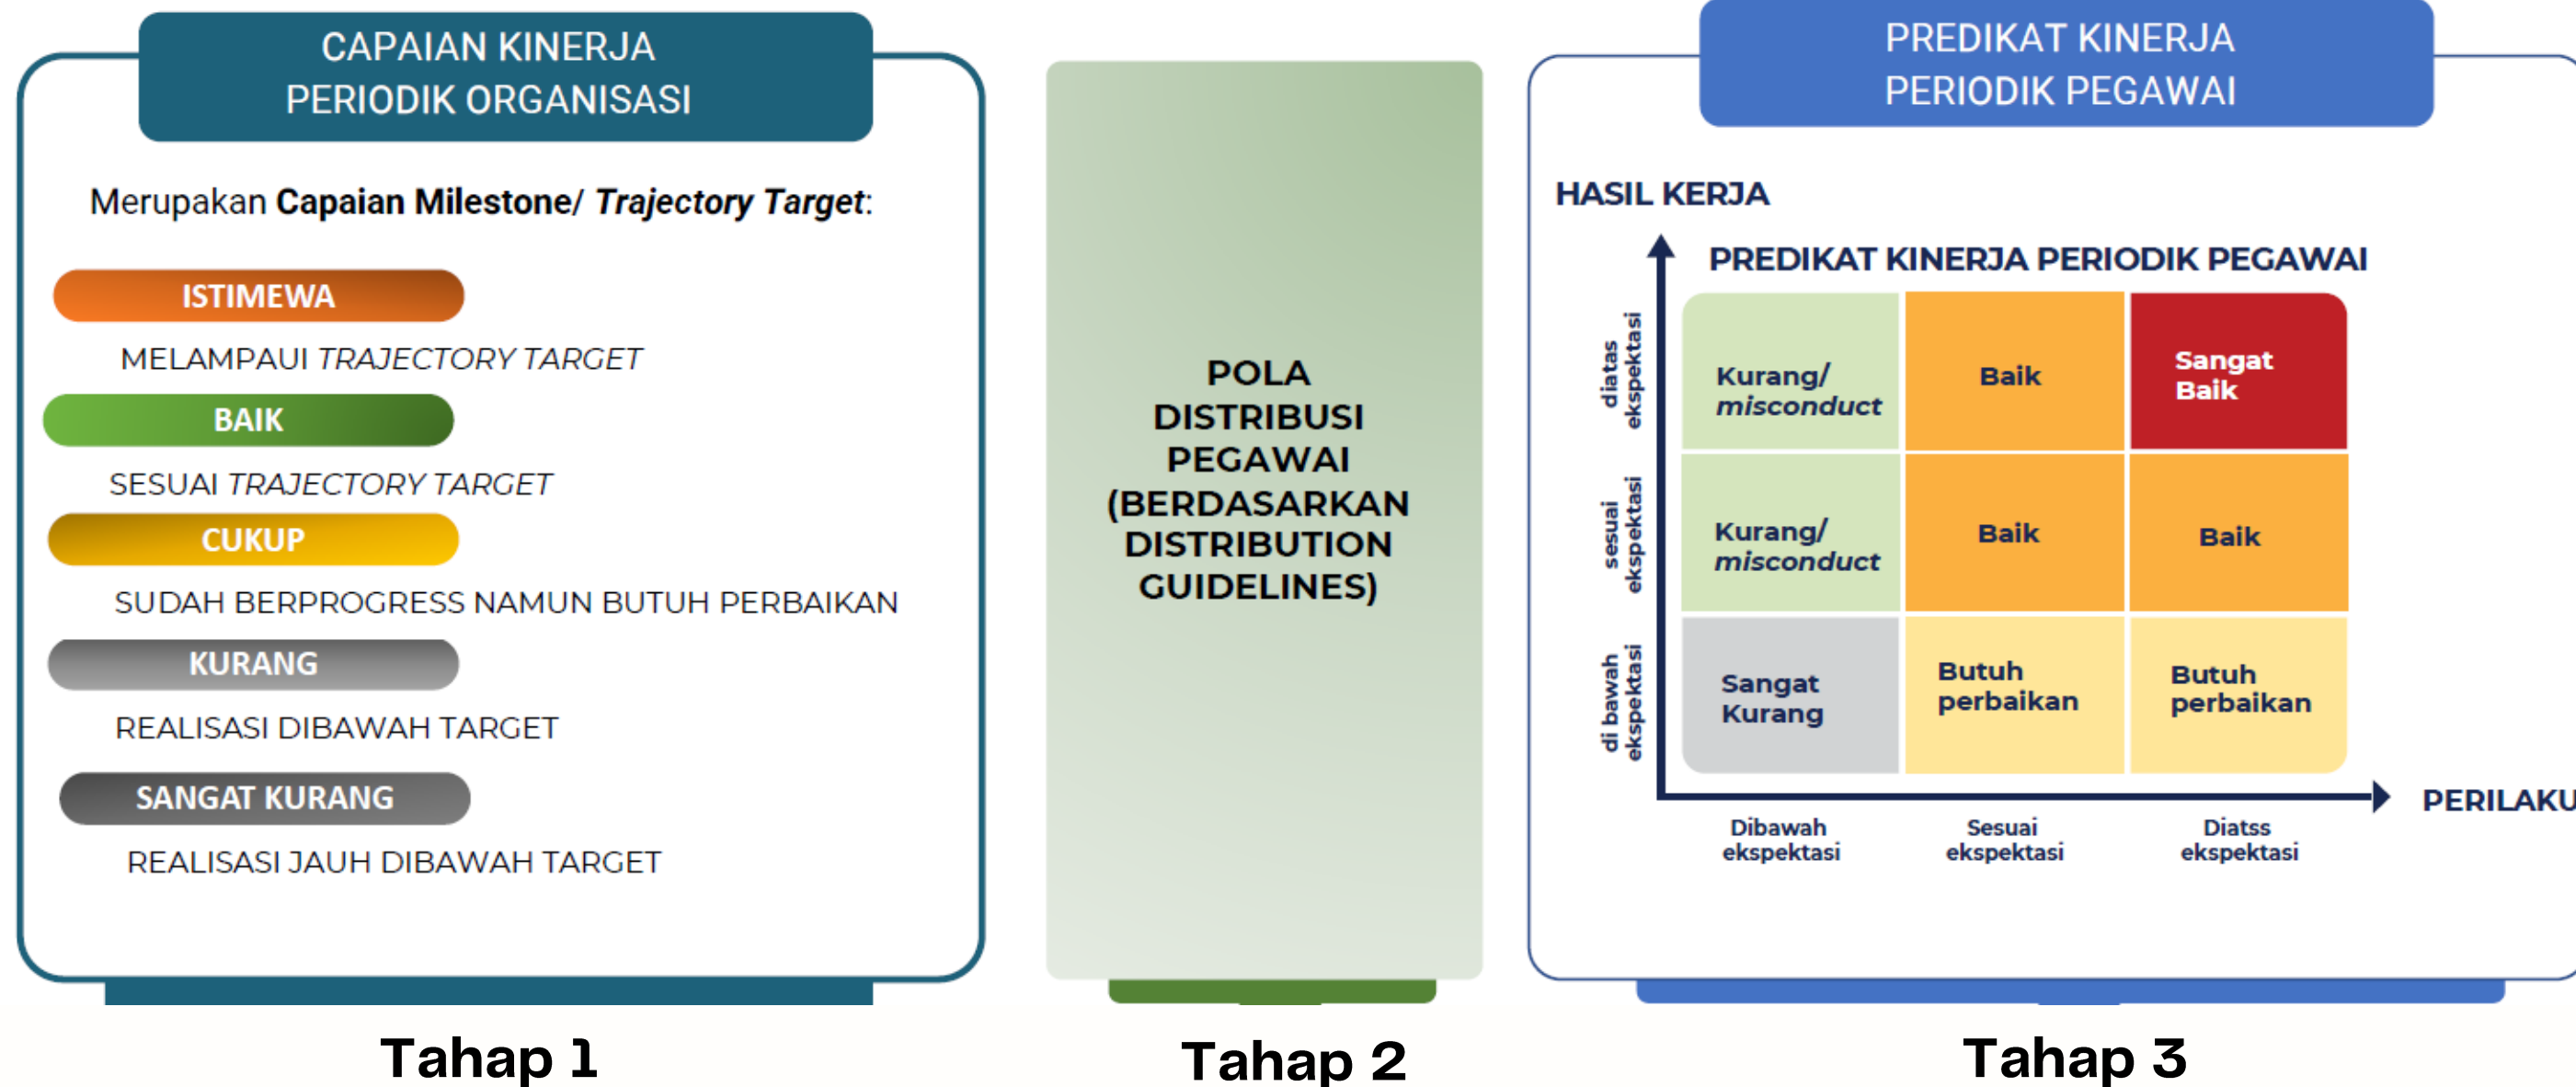 CAPAIAN KINERJA
PERIODIK ORGANISASI
Merupakan Capaian Milestone/ Trajectory Target:
ISTIMEWA
MELAMPAUI TRAJECTORY TARGET
BAIK
SESUAI TRAJECTORY TARGET
CUKUP
SUDAH BERPROGRESS NAMUN BUTUH PERBAIKAN
KURANG
REALISASI DIBAWAH TARGET
SANGAT KURANG
REALISASI JAUH DIBAWAH TARGET
Tahap 1
POLA
DISTRIBUSI
PEGAWAI
(BERDASARKAN
DISTRIBUTION
GUIDELINES)
Tahap 2
PREDIKAT KINERJA
PERIODIK PEGAWAI
HASIL KERJA
PREDIKAT KINERJA PERIODIK PEGAWAI
diatas
ekspektasi
Kurang/
misconduct
Baik
Sangat
Baik
sesuai
ekspektasi
Kurang/
misconduct
Baik
Baik
di bawah
ekspektasi
Sangat
Kurang
Butuh
perbaikan
Butuh
perbaikan
PERILAKU
Dibawah
ekspektasi
Sesuai
ekspektasi
Diatss
ekspektasi
Tahap 3